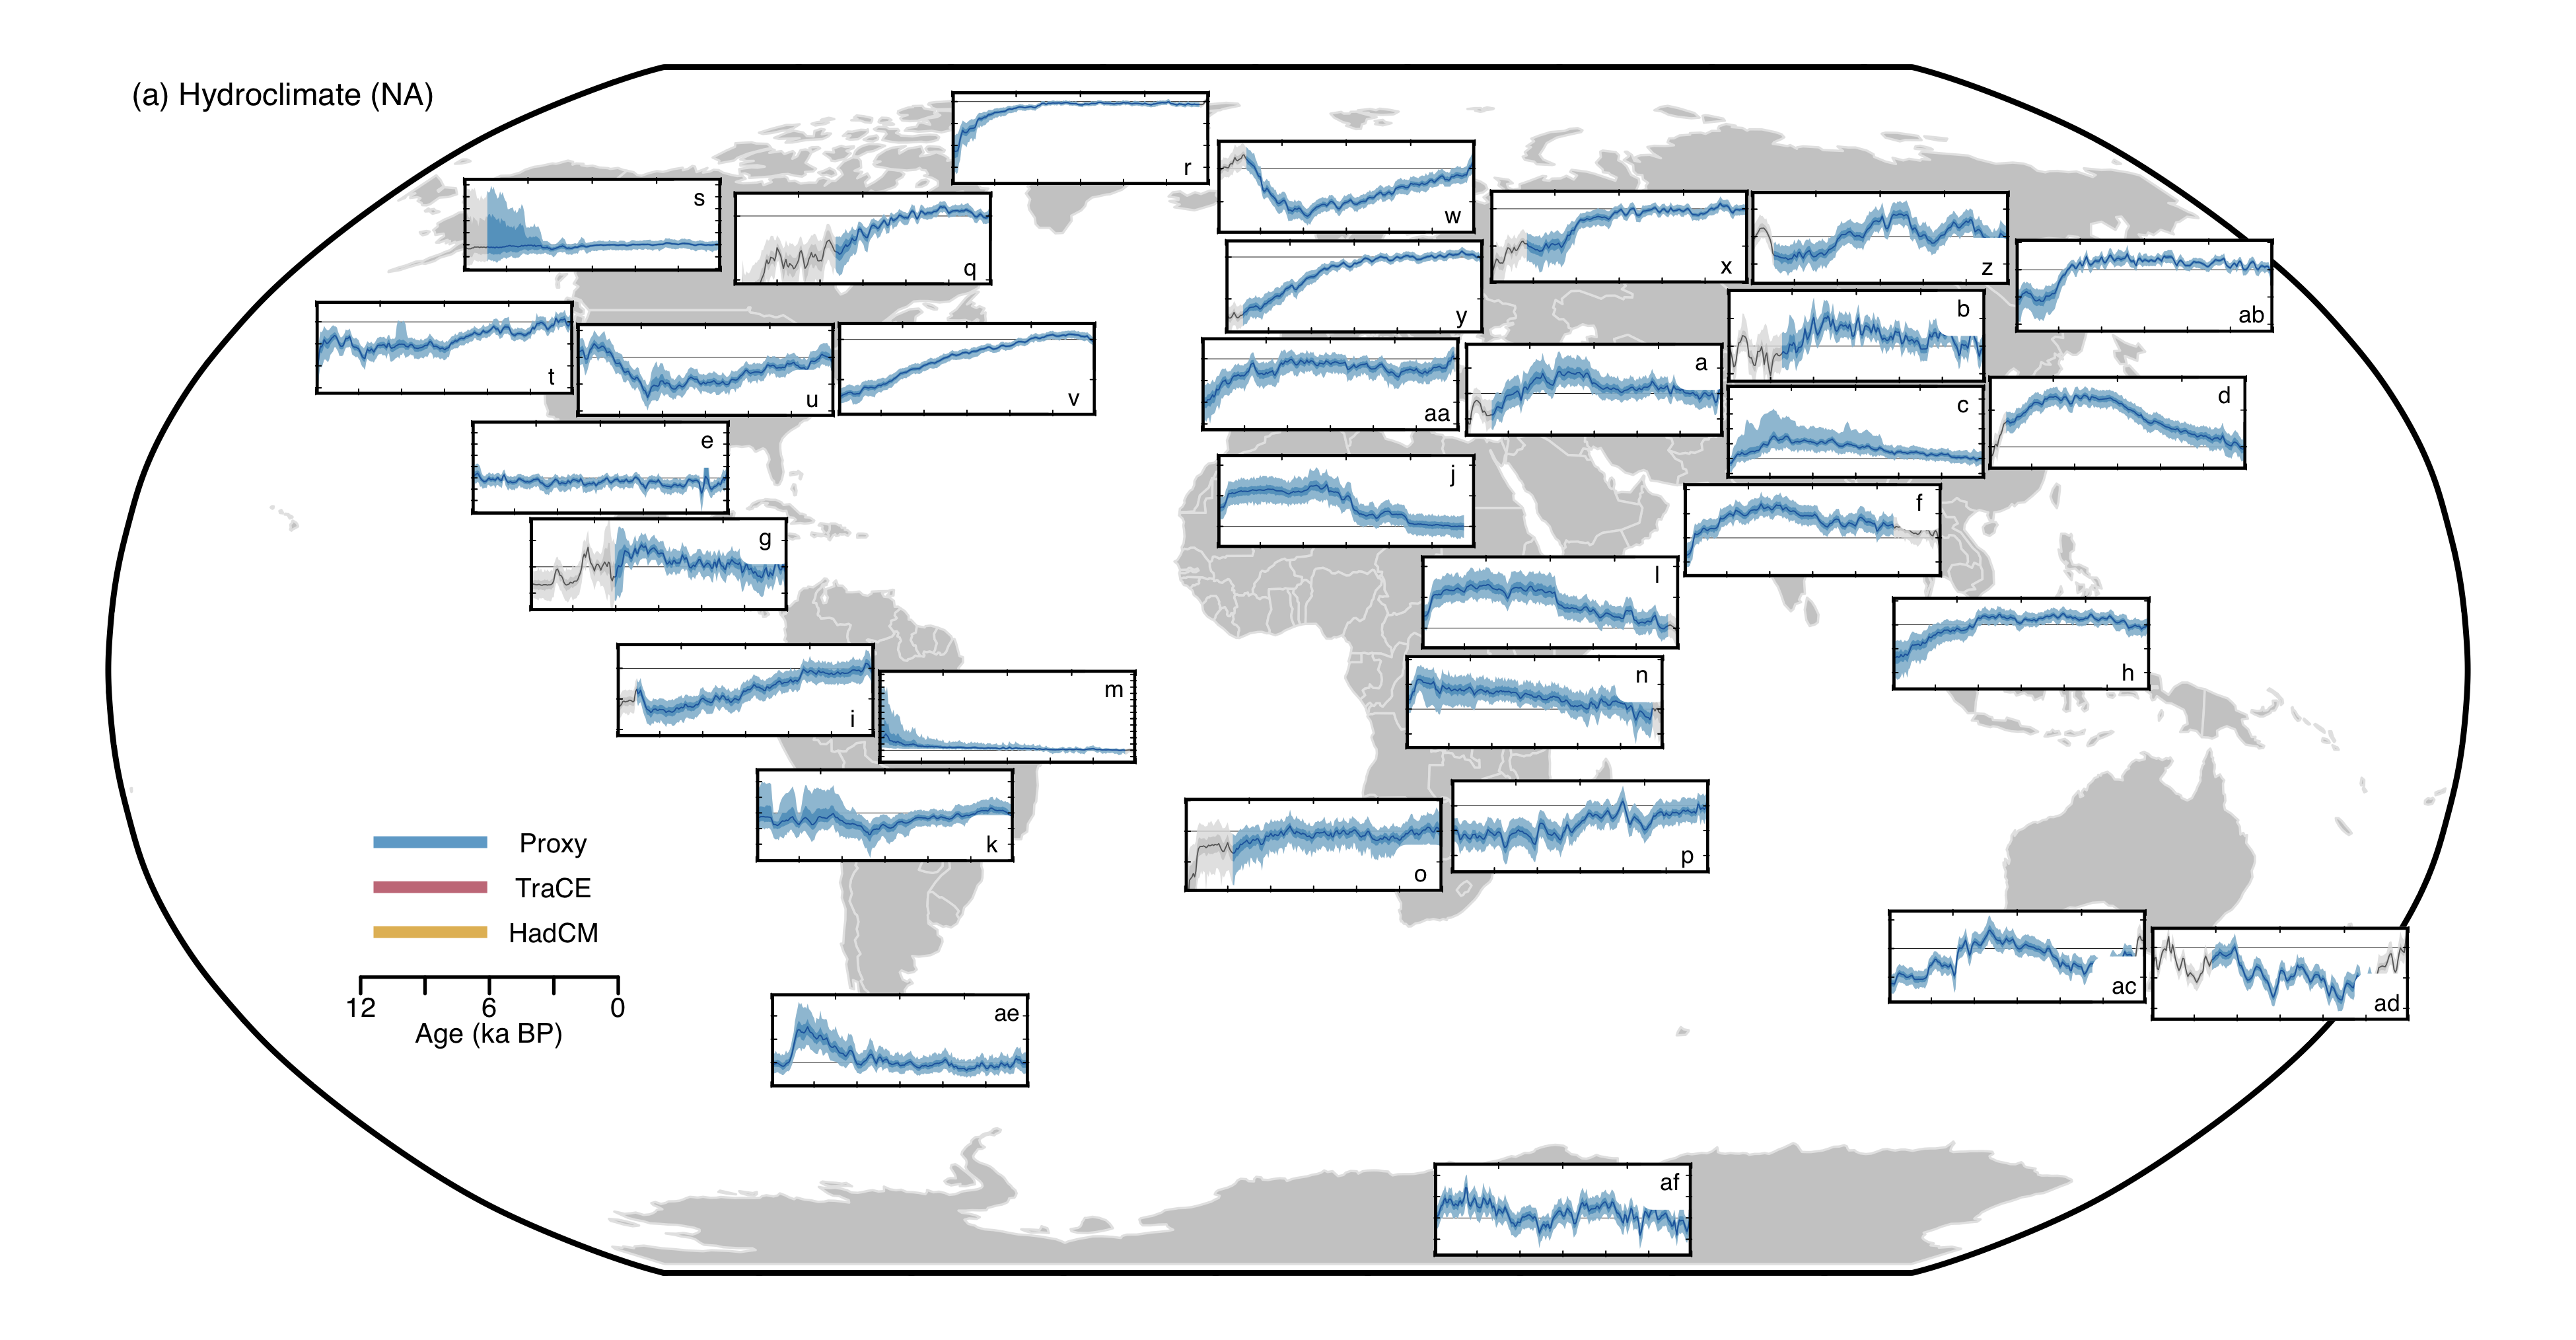 (a) Hydroclimate (NA)
r
s
q
w
x
z
ab
t
u
v
y
b
aa
a
c
d
e
j
f
g
l
h
i
m
n
k
o
p
Proxy
TraCE
HadCM
12 6 0
Age (ka BP)
ac
ad
ae
af